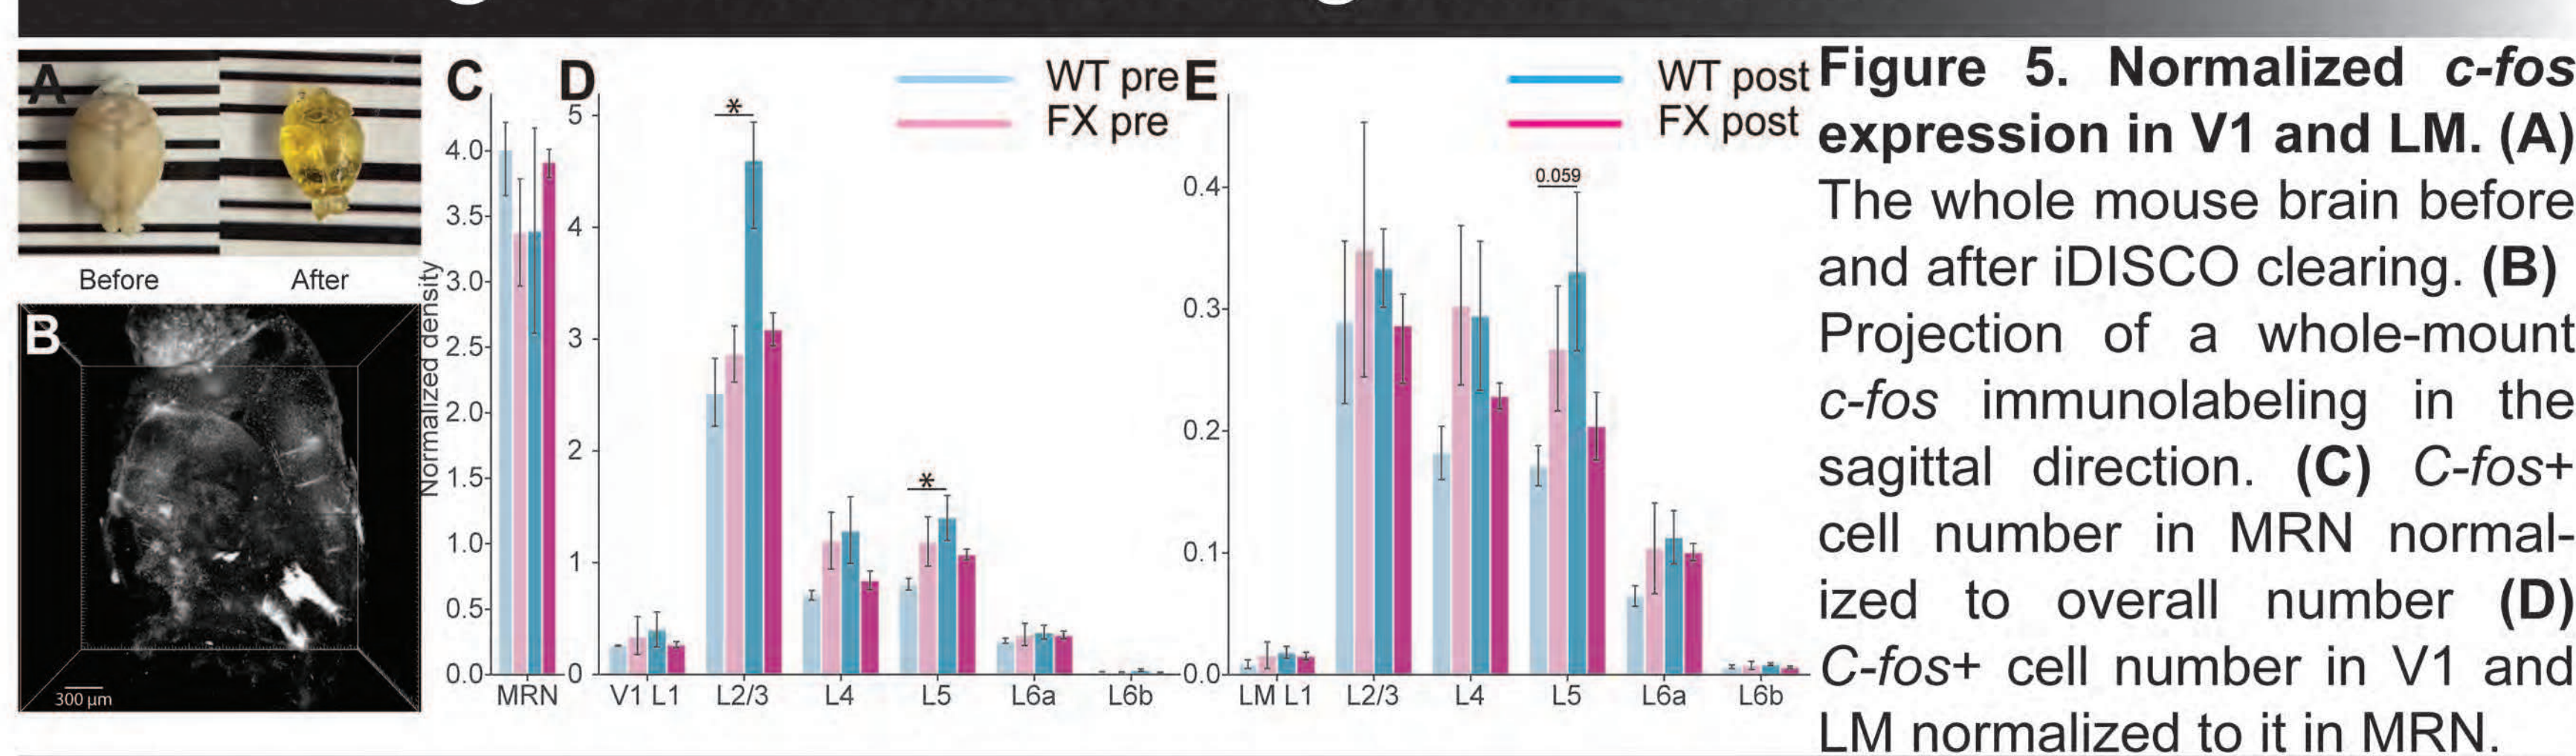 A
Before
After
B
300 µm
C
Normalized density
4.0
3.5
3.0
2.5
2.0
1.5
1.0
0.5
0.0
MRN
D
WT pre
FX pre
5
4
3
2
1
0
*
*
V1 L1
L2/3
L4
L5
L6a
L6b
E
WT post
FX post
0.4
0.3
0.2
0.1
0.0
0.059
LM L1
L2/3
L4
L5
L6a
L6b
Figure 5. Normalized c-fos
expression in V1 and LM. (A)
The whole mouse brain before
and after iDISCO clearing. (B)
Projection of a whole-mount
c-fos immunolabeling in the
sagittal direction. (C) C-fos+
cell number in MRN normal-
ized to overall number (D)
C-fos+ cell number in V1 and
LM normalized to it in MRN.